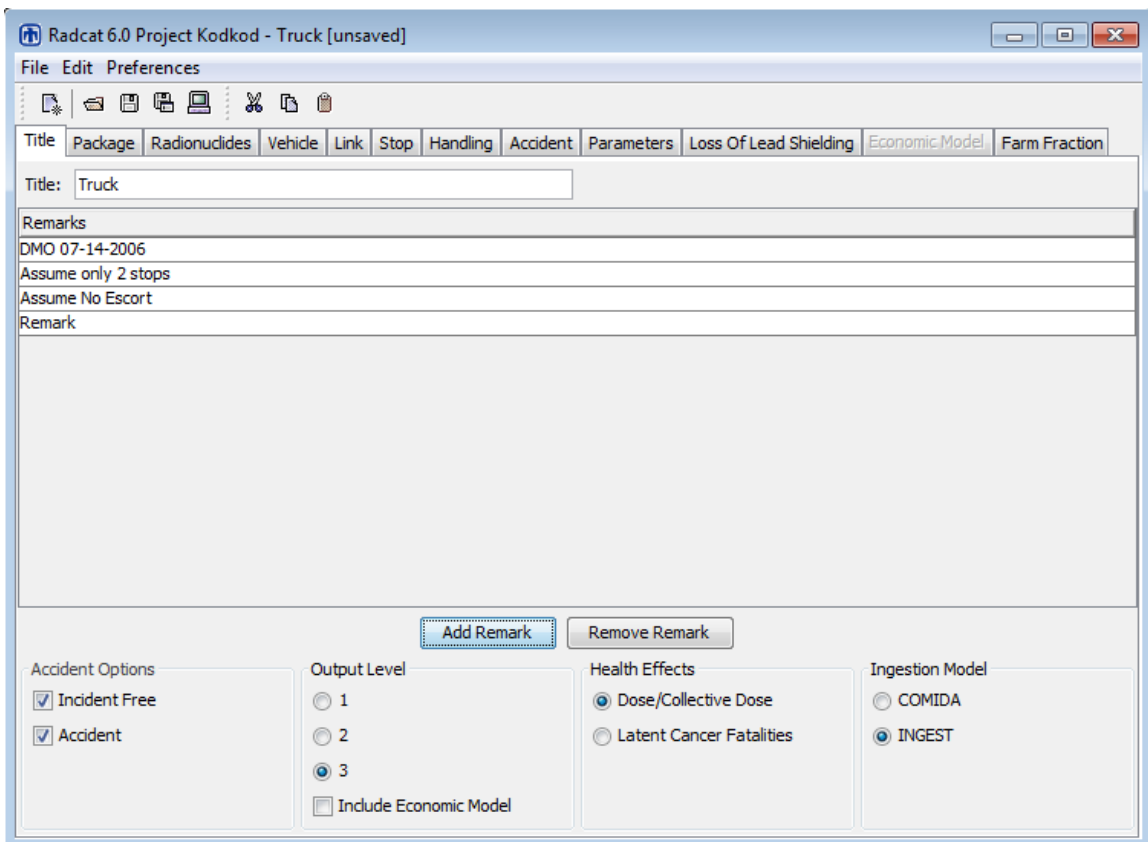 Radcat 6.0 Project Kodkod - Truck [unsaved]
File Edit Preferences
Title Package Radionuclides Vehicle Link Stop Handling Accident Parameters Loss Of Lead Shielding Economic Model Farm Fraction
Title: Truck
Remarks
DMO 07-14-2006
Assume only 2 stops
Assume No Escort
Remark
Add Remark Remove Remark
Accident Options Output Level Health Effects Ingestion Model
Incident Free 1 Dose/Collective Dose COMIDA
Accident 2 Latent Cancer Fatalities INGEST
3
Include Economic Model